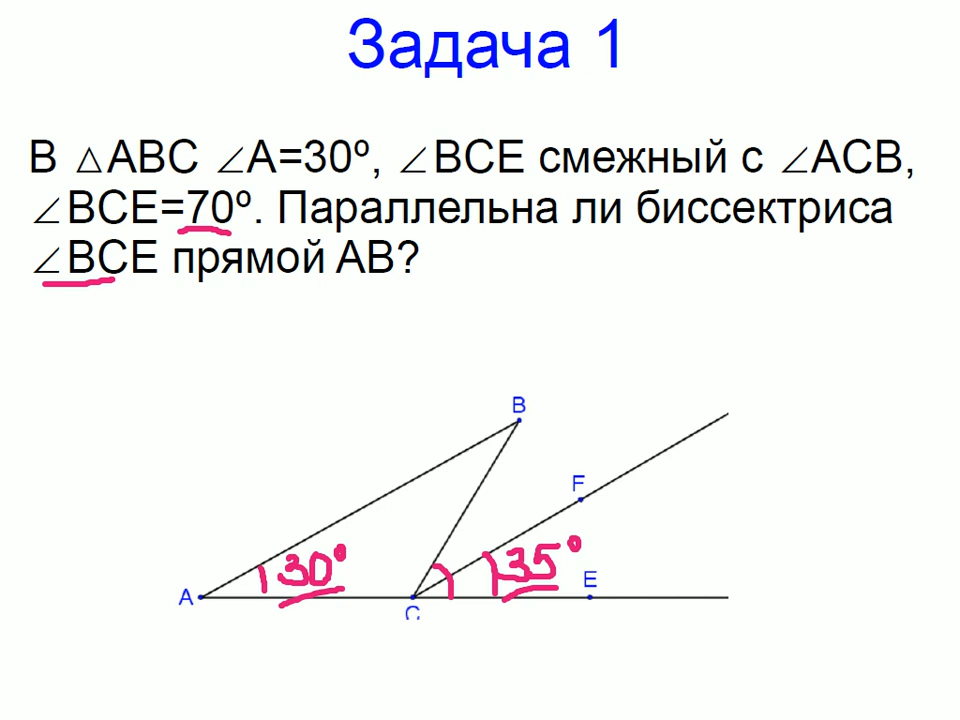 Задача 1
В △ABC ∠A=30º, ∠BCE смежный с ∠ACB,
∠BCE=70º. Параллельна ли биссектриса
∠BCE прямой AB?
B
F
30°
35°
E
A
C